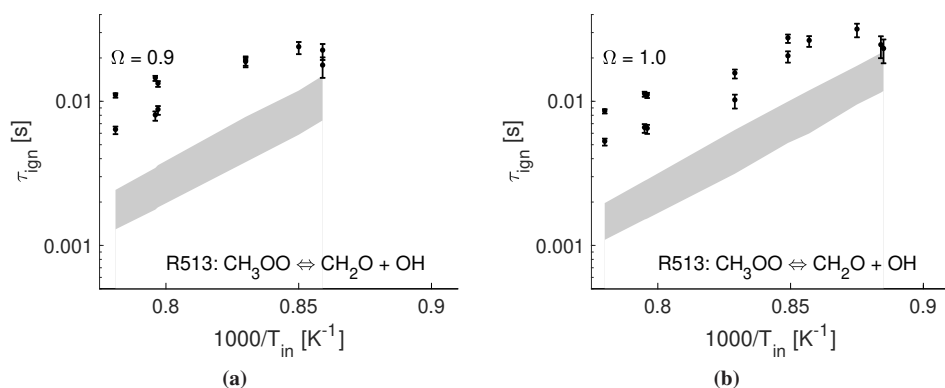 Ω = 0.9
0.01
0.001
τign [s]
R513: CH3OO ⇔ CH2O + OH
0.8 0.85 0.9
1000/Tin [K-1]
(a)
Ω = 1.0
0.01
0.001
τign [s]
R513: CH3OO ⇔ CH2O + OH
0.8 0.85 0.9
1000/Tin [K-1]
(b)